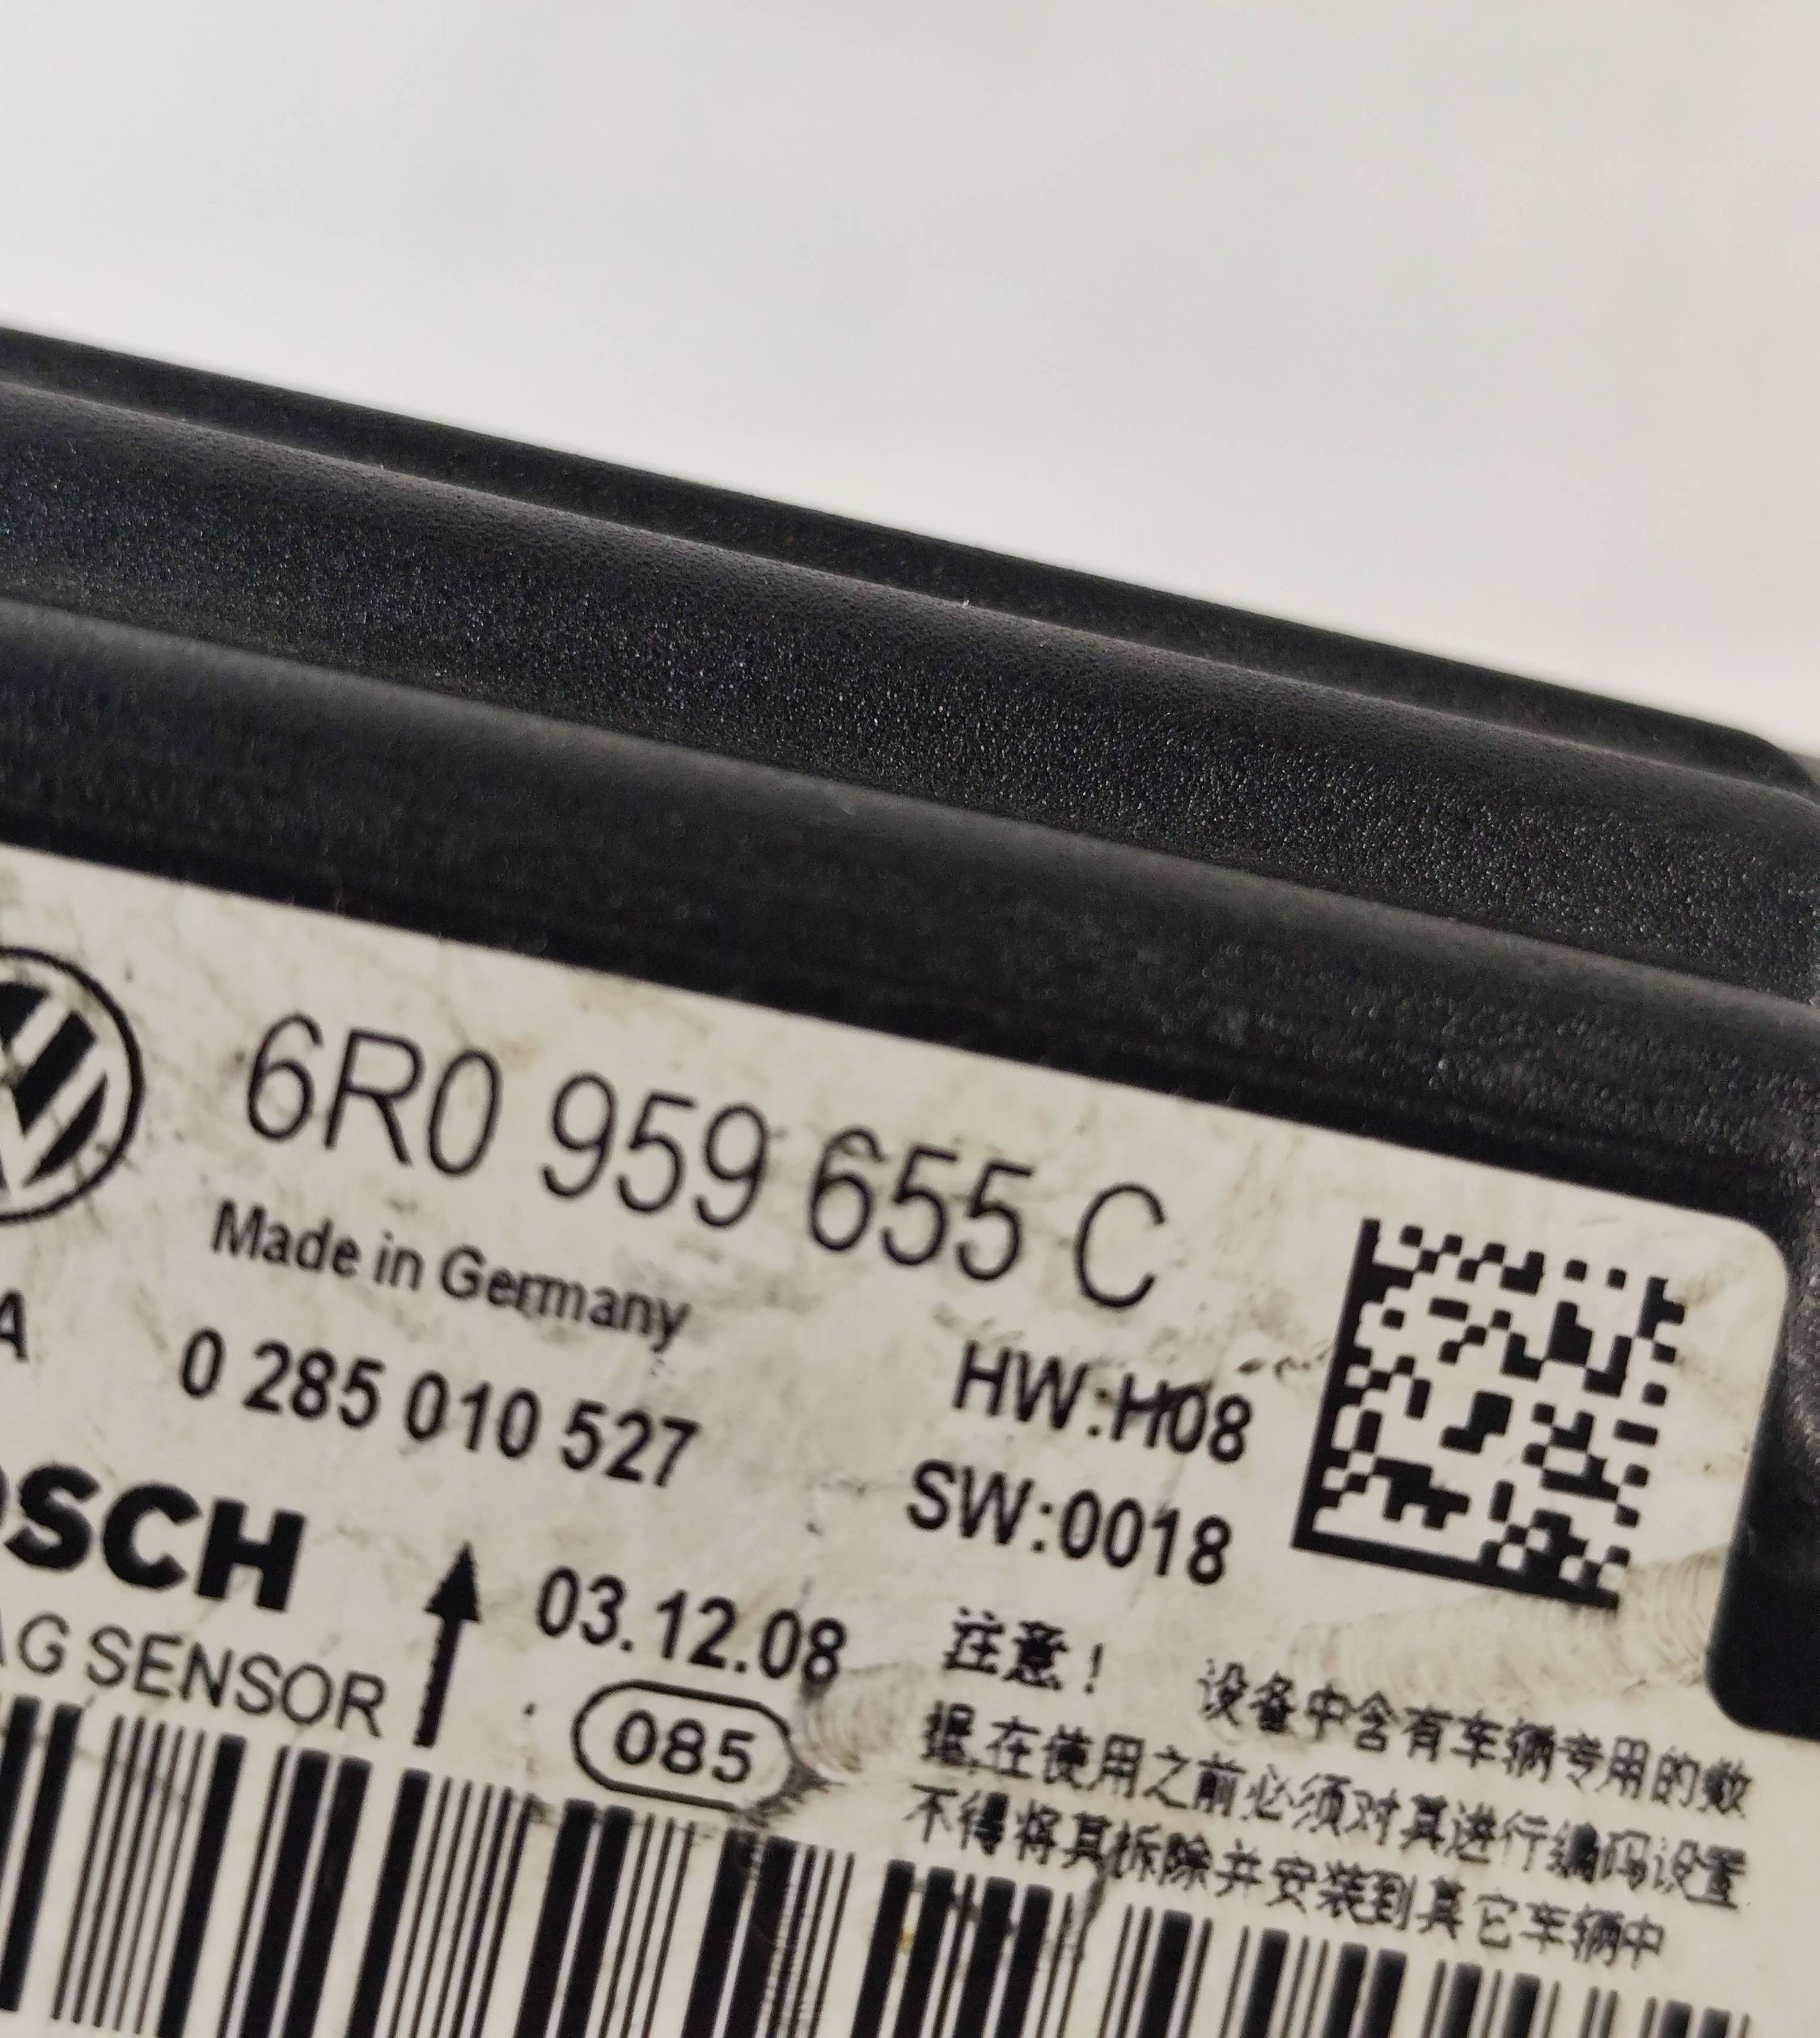 6R0 959 655 C
Made in Germany
A
0 285 010 527
HW:H08
SW:0018
OSCH
03.12.08
AG SENSOR
085
注意! 设备中含有车辆专用的数
据,在使用之前必须对其进行编码设置
不得将其拆除并安装到其它车辆中